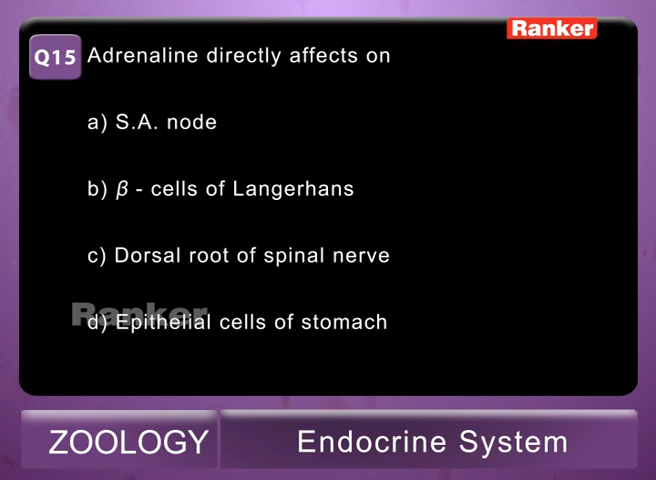 Ranker
Q15 Adrenaline directly affects on
a) S.A. node
b) β - cells of Langerhans
c) Dorsal root of spinal nerve
Ranker
d) Epithelial cells of stomach
ZOOLOGY Endocrine System